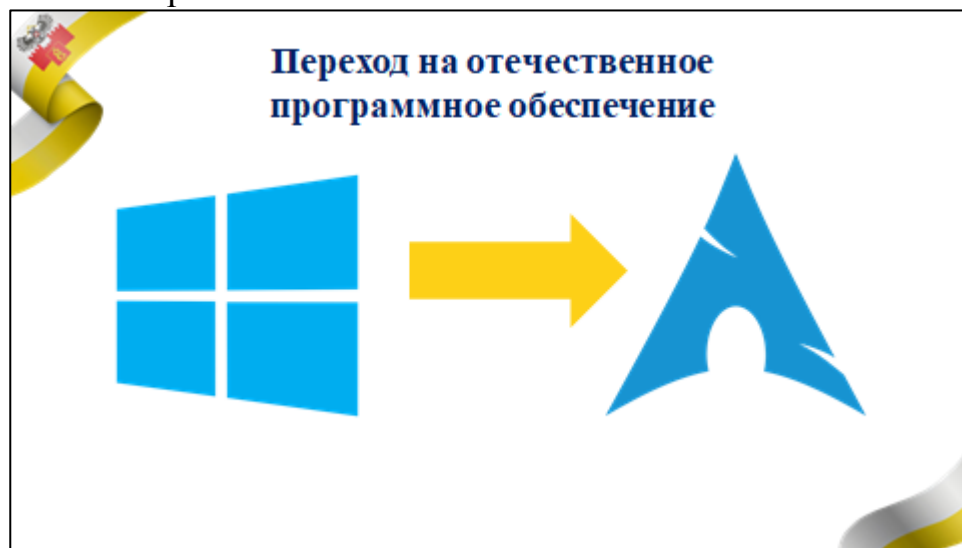 Переход на отечественное
программное обеспечение